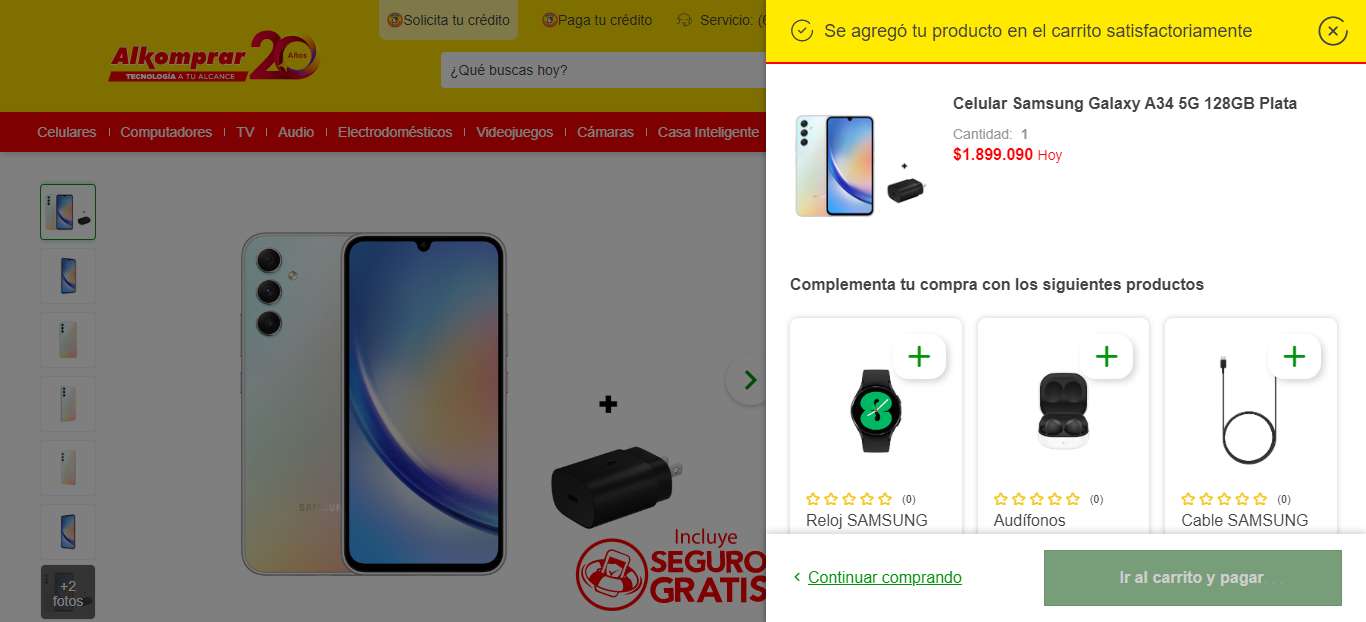 Solicita tu crédito
Paga tu crédito
Servicio: (6
Alkomprar 20 Años
TECNOLOGÍA A TU ALCANCE
¿Qué buscas hoy?
Celulares
Computadores
TV
Audio
Electrodomésticos
Videojuegos
Cámaras
Casa Inteligente
SAMSUNG
+2
fotos
Incluye
SEGURO
GRATIS
Se agregó tu producto en el carrito satisfactoriamente
Celular Samsung Galaxy A34 5G 128GB Plata
Cantidad: 1
$1.899.090 Hoy
Complementa tu compra con los siguientes productos
(0)
Reloj SAMSUNG
(0)
Audífonos
(0)
Cable SAMSUNG
Continuar comprando
Ir al carrito y pagar...